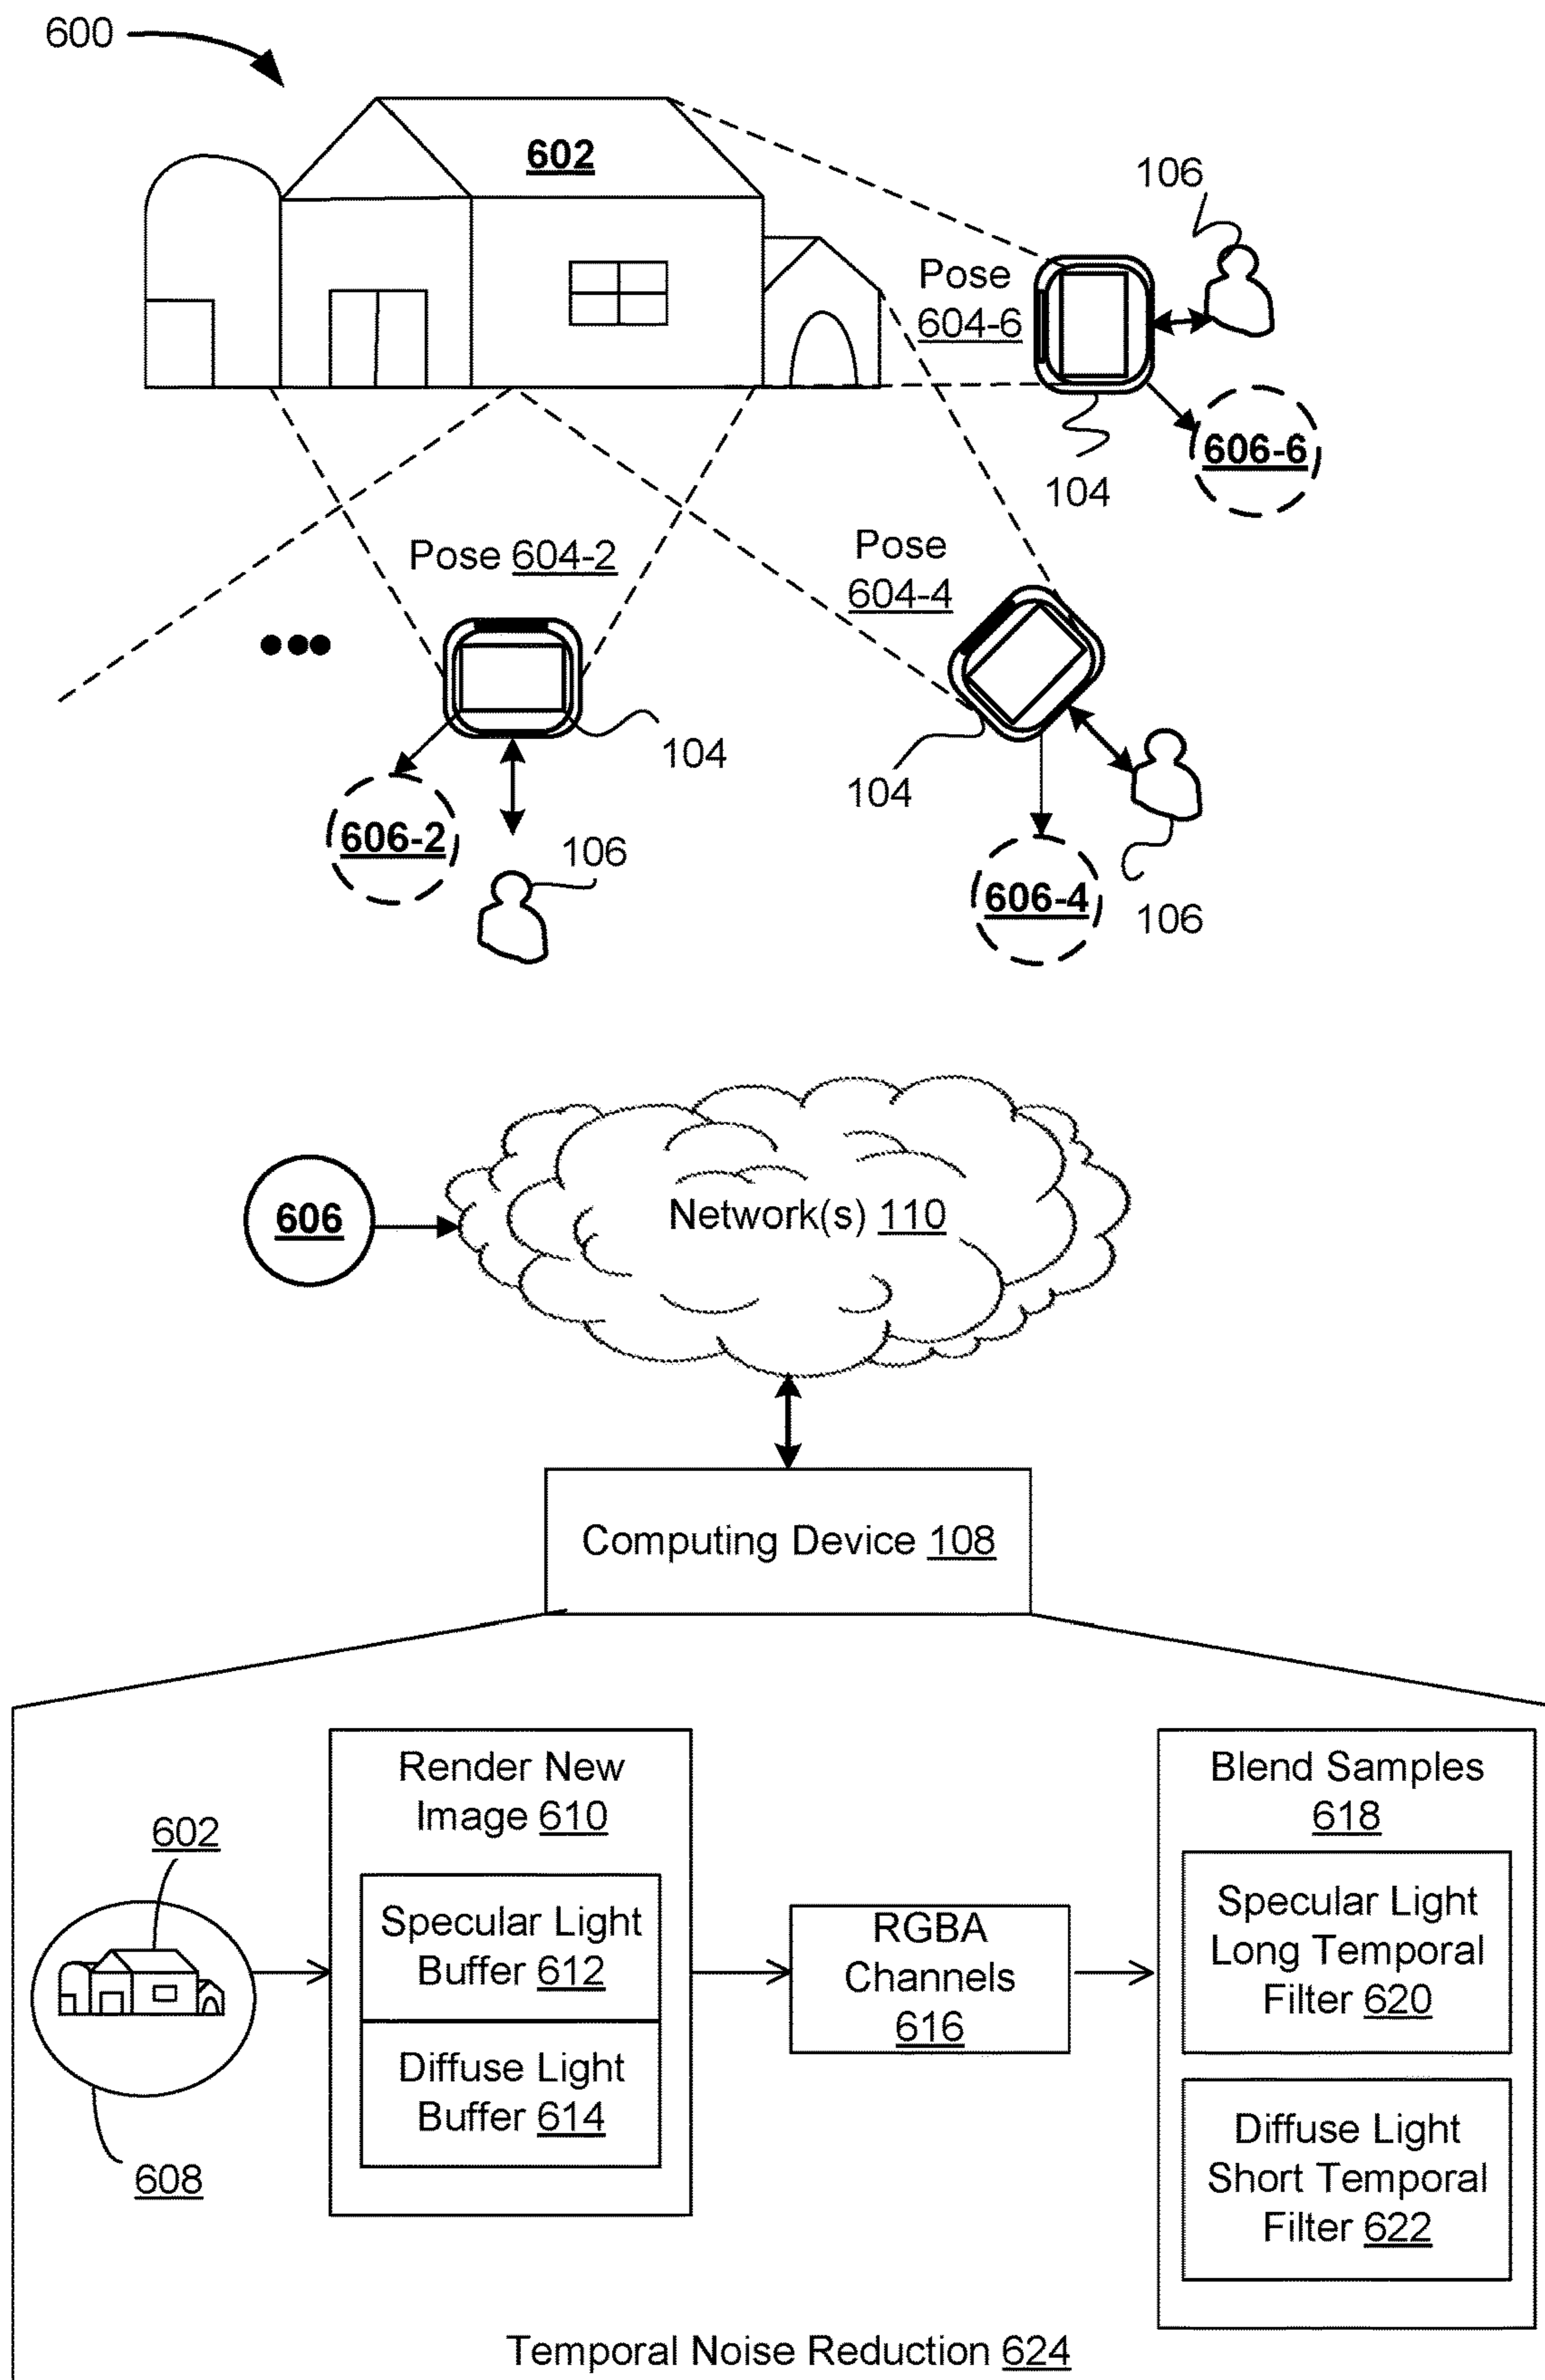 600
602
106
Pose
604-6
606-6
104
Pose 604-2
Pose
604-4
104
104
606-2
106
606-4
106
606
Network(s) 110
Computing Device 108
Render New
Image 610
Blend Samples
618
602
Specular Light
Buffer 612
RGBA
Channels
616
Specular Light
Long Temporal
Filter 620
Diffuse Light
Buffer 614
Diffuse Light
Short Temporal
Filter 622
608
Temporal Noise Reduction 624